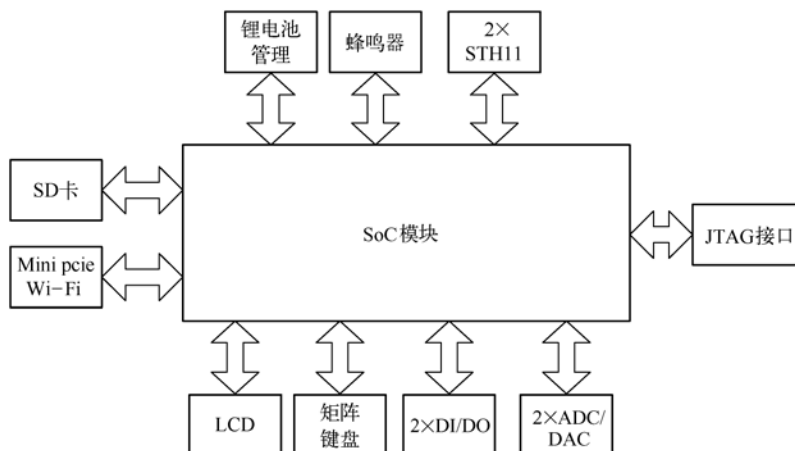 锂电池
管理
蜂鸣器
2×
STH11
SD卡
SoC模块
JTAG接口
Mini pcie
Wi-Fi
LCD
矩阵
键盘
2×DI/DO
2×ADC/
DAC